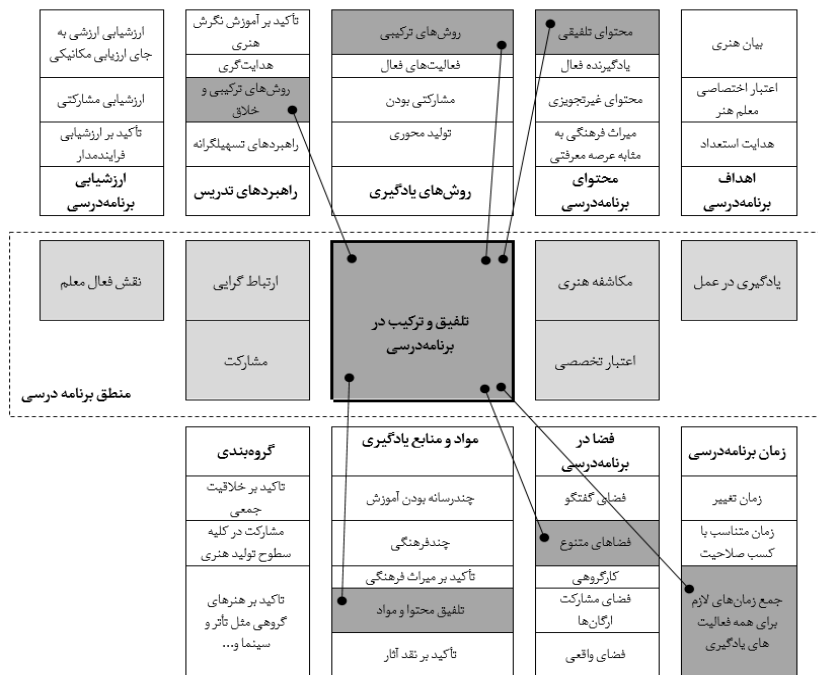 بیان هنری
اعتبار اختصاصی
معلم هنر
هدایت استعداد
اهداف
برنامه‌درسی
محتوای تلفیقی
یادگیرنده فعال
محتوای غیرتجویزی
میراث فرهنگی به
مثابه عرصه معرفتی
محتوای
برنامه‌درسی
روش‌های ترکیبی
فعالیت‌های فعال
مشارکتی بودن
تولید محوری
روش‌های یادگیری
تأکید بر آموزش نگرش
هنری
هدایت‌گری
روش‌های ترکیبی و
خلاق
راهبردهای تسهیلگرانه
راهبردهای تدریس
ارزشیابی ارزشی به
جای ارزیابی مکانیکی
ارزشیابی مشارکتی
تأکید بر ارزشیابی
فرایندمدار
ارزشیابی
برنامه‌درسی
یادگیری در عمل
مکاشفه هنری
اعتبار تخصصی
تلفیق و ترکیب در
برنامه‌درسی
ارتباط گرایی
مشارکت
نقش فعال معلم
منطق برنامه درسی
زمان برنامه‌درسی
زمان تغییر
زمان متناسب با
کسب صلاحیت
جمع زمان‌های لازم
برای همه فعالیت
های یادگیری
فضا در
برنامه‌درسی
فضای گفتگو
فضاهای متنوع
کارگروهی
فضای مشارکت
ارگان‌ها
فضای واقعی
مواد و منابع یادگیری
چندرسانه بودن آموزش
چندفرهنگی
تأکید بر میراث فرهنگی
تلفیق محتوا و مواد
تأکید بر نقد آثار
گروه‌بندی
تاکید بر خلاقیت
جمعی
مشارکت در کلیه
سطوح تولید هنری
تاکید بر هنرهای
گروهی مثل تأتر و
سینما و...